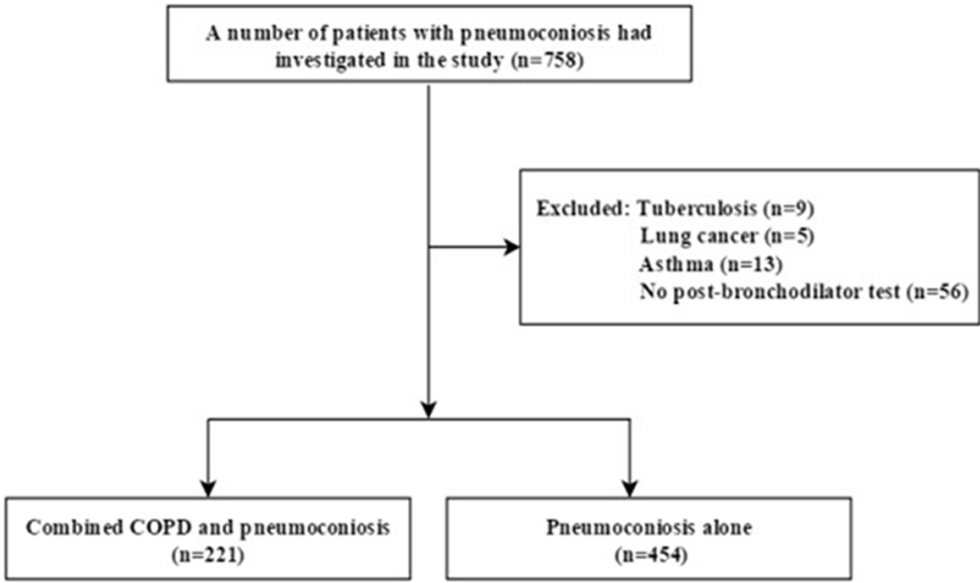 A number of patients with pneumoconiosis had
investigated in the study (n=758)
Excluded: Tuberculosis (n=9)
Lung cancer (n=5)
Asthma (n=13)
No post-bronchodilator test (n=56)
Combined COPD and pneumoconiosis
(n=221)
Pneumoconiosis alone
(n=454)